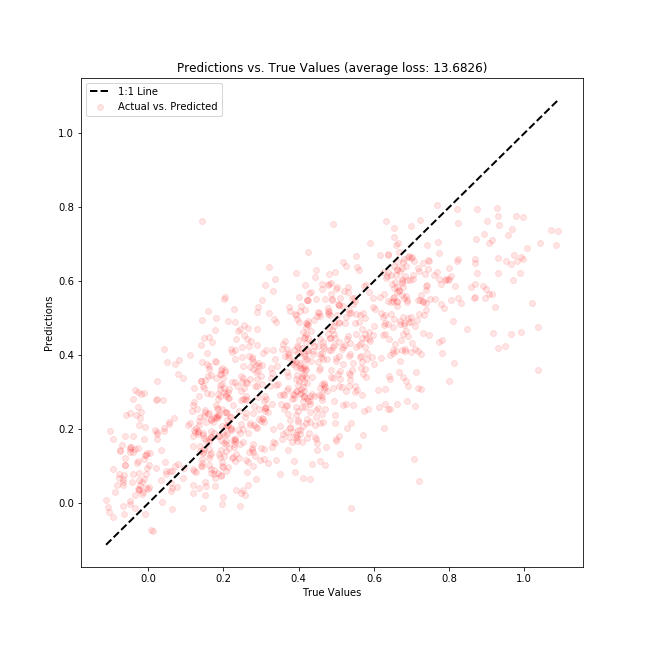 Predictions vs. True Values (average loss: 13.6826)
1:1 Line
Actual vs. Predicted
Predictions
1.0
0.8
0.6
0.4
0.2
0.0
0.0 0.2 0.4 0.6 0.8 1.0
True Values